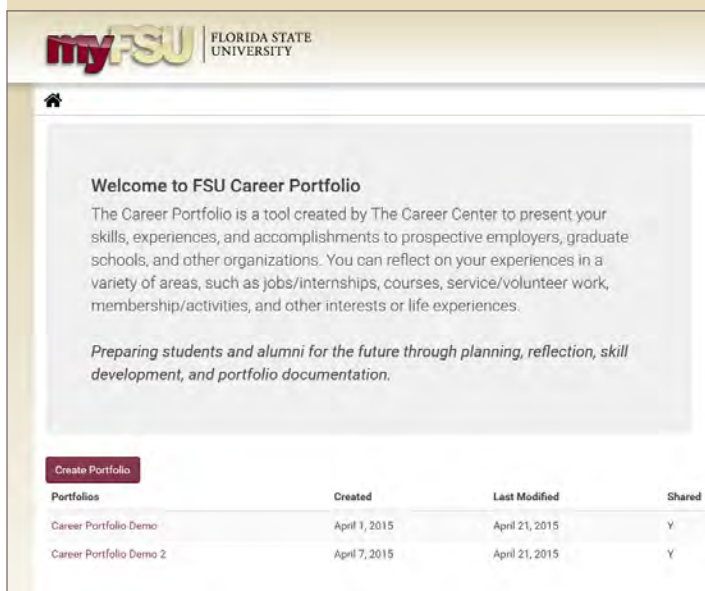 myFSU FLORIDA STATE
UNIVERSITY
Welcome to FSU Career Portfolio
The Career Portfolio is a tool created by The Career Center to present your
skills, experiences, and accomplishments to prospective employers, graduate
schools, and other organizations. You can reflect on your experiences in a
variety of areas, such as jobs/internships, courses, service/volunteer work,
membership/activities, and other interests or life experiences.
Preparing students and alumni for the future through planning, reflection, skill
development, and portfolio documentation.
Create Portfolio
Portfolios Created Last Modified Shared
Career Portfolio Demo April 1, 2015 April 21, 2015 Y
Career Portfolio Demo 2 April 7, 2015 April 21, 2015 Y